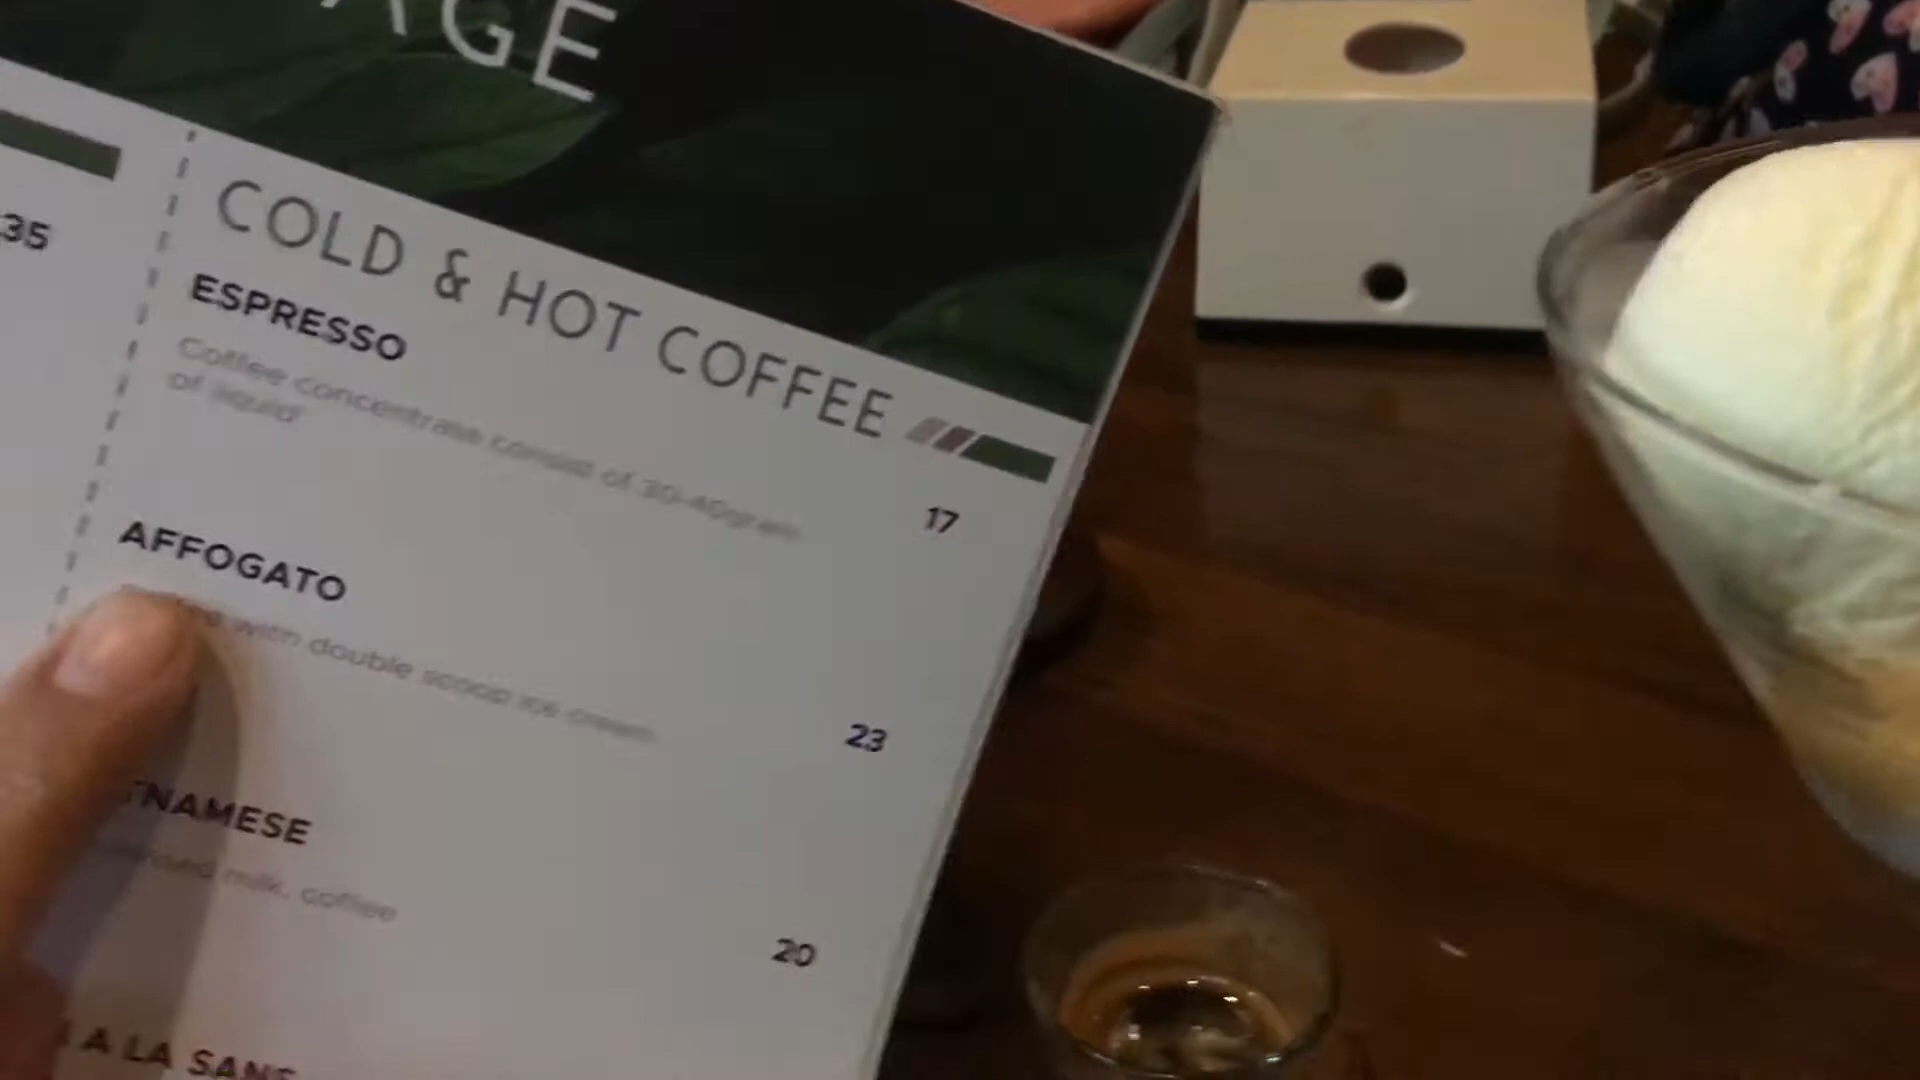 AGE
35
COLD & HOT COFFEE
ESPRESSO
Coffee concentrate consist of 30-40gram
of liquid
17
AFFOGATO
with double scoop ice cream
23
TNAMESE
milk, coffee
20
A LA SANS